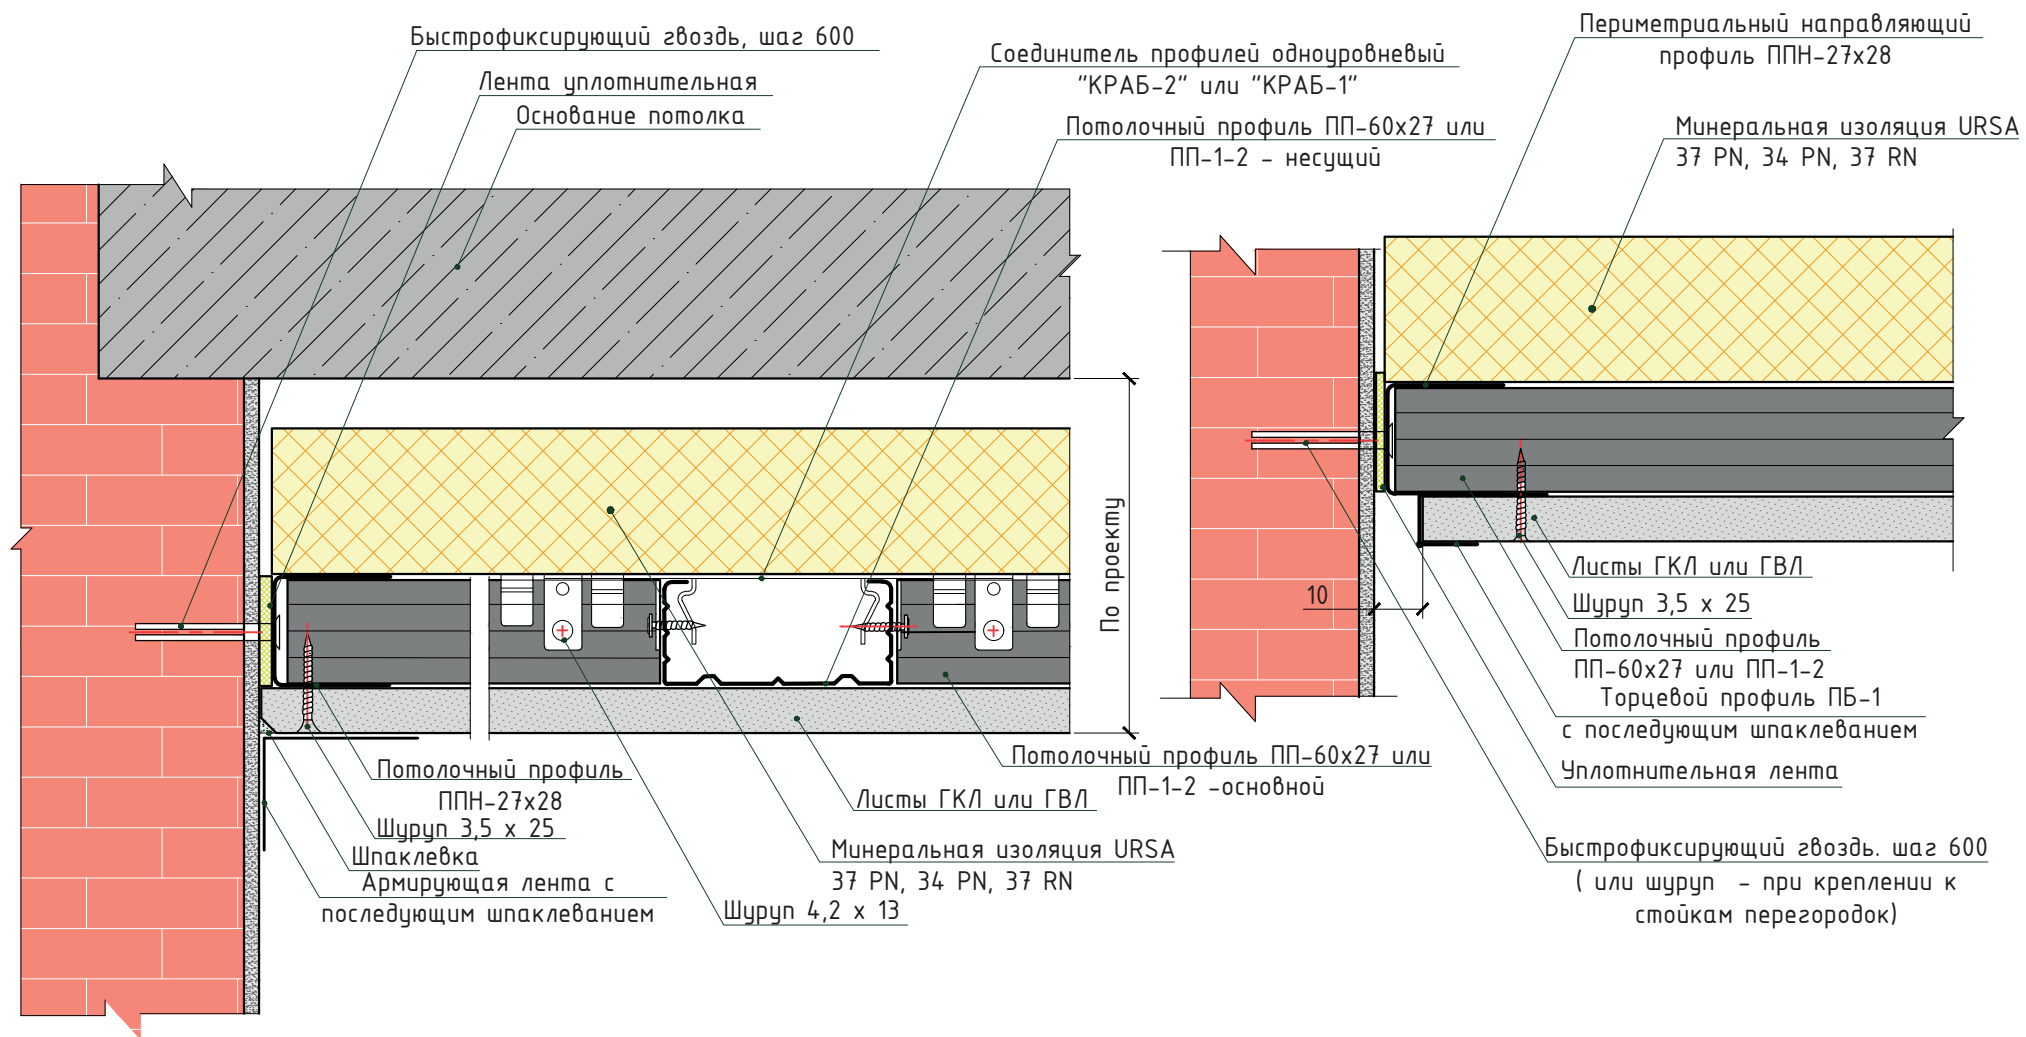 Быстрофиксирующий гвоздь, шаг 600
Лента уплотнительная
Основание потолка
Соединитель профилей одноуровневый
"КРАБ-2" или "КРАБ-1"
Потолочный профиль ПП-60х27 или
ПП-1-2 - несущий
Периметриальный направляющий
профиль ППН-27х28
Минеральная изоляция URSA
37 PN, 34 PN, 37 RN
По проекту
10
Листы ГКЛ или ГВЛ
Шуруп 3,5 х 25
Потолочный профиль
ПП-60х27 или ПП-1-2
Торцевой профиль ПБ-1
с последующим шпаклеванием
Уплотнительная лента
Быстрофиксирующий гвоздь. шаг 600
( или шуруп - при креплении к
стойкам перегородок)
Потолочный профиль ПП-60х27 или
ПП-1-2 -основной
Листы ГКЛ или ГВЛ
Минеральная изоляция URSA
37 PN, 34 PN, 37 RN
Шуруп 4,2 х 13
Потолочный профиль
ППН-27х28
Шуруп 3,5 х 25
Шпаклевка
Армирующая лента с
последующим шпаклеванием